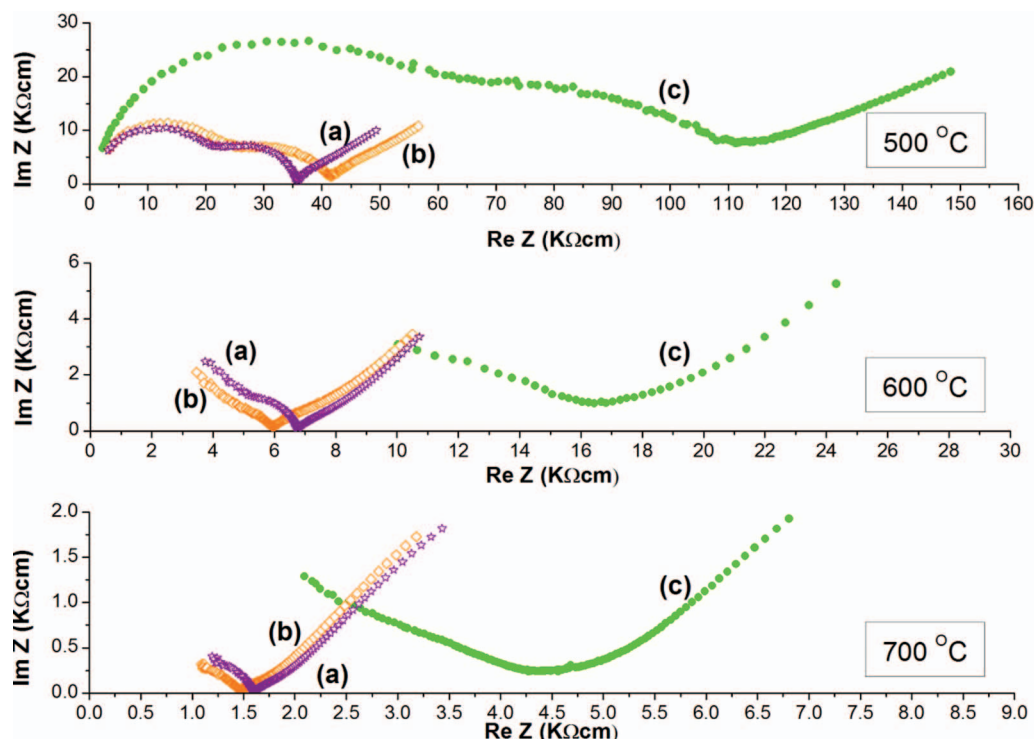 Im Z (KΩcm)
30
20
10
0
(a)
(b)
(c)
500 °C
0 10 20 30 40 50 60 70 80 90 100 110 120 130 140 150 160
Re Z (KΩcm)
Im Z (KΩcm)
6
4
2
0
(a)
(b)
(c)
600 °C
0 2 4 6 8 10 12 14 16 18 20 22 24 26 28 30
Re Z (KΩcm)
Im Z (KΩcm)
2.0
1.5
1.0
0.5
0.0
(b)
(a)
(c)
700 °C
0.0 0.5 1.0 1.5 2.0 2.5 3.0 3.5 4.0 4.5 5.0 5.5 6.0 6.5 7.0 7.5 8.0 8.5 9.0
Re Z (KΩcm)